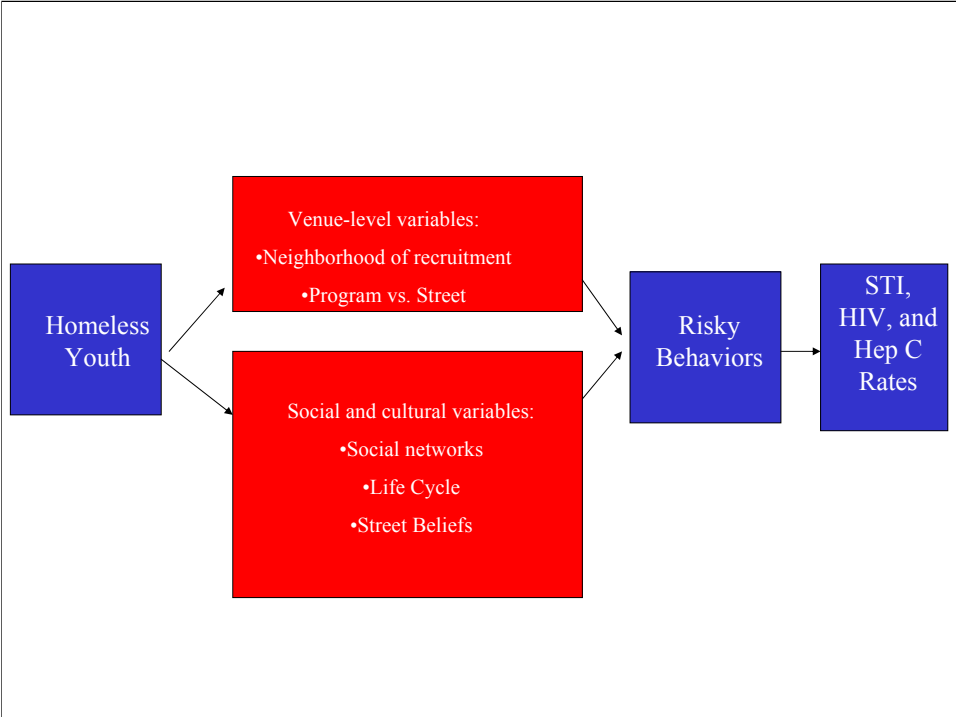 Homeless
Youth
Venue-level variables:
•Neighborhood of recruitment
•Program vs. Street
Social and cultural variables:
•Social networks
•Life Cycle
•Street Beliefs
Risky
Behaviors
STI,
HIV, and
Hep C
Rates